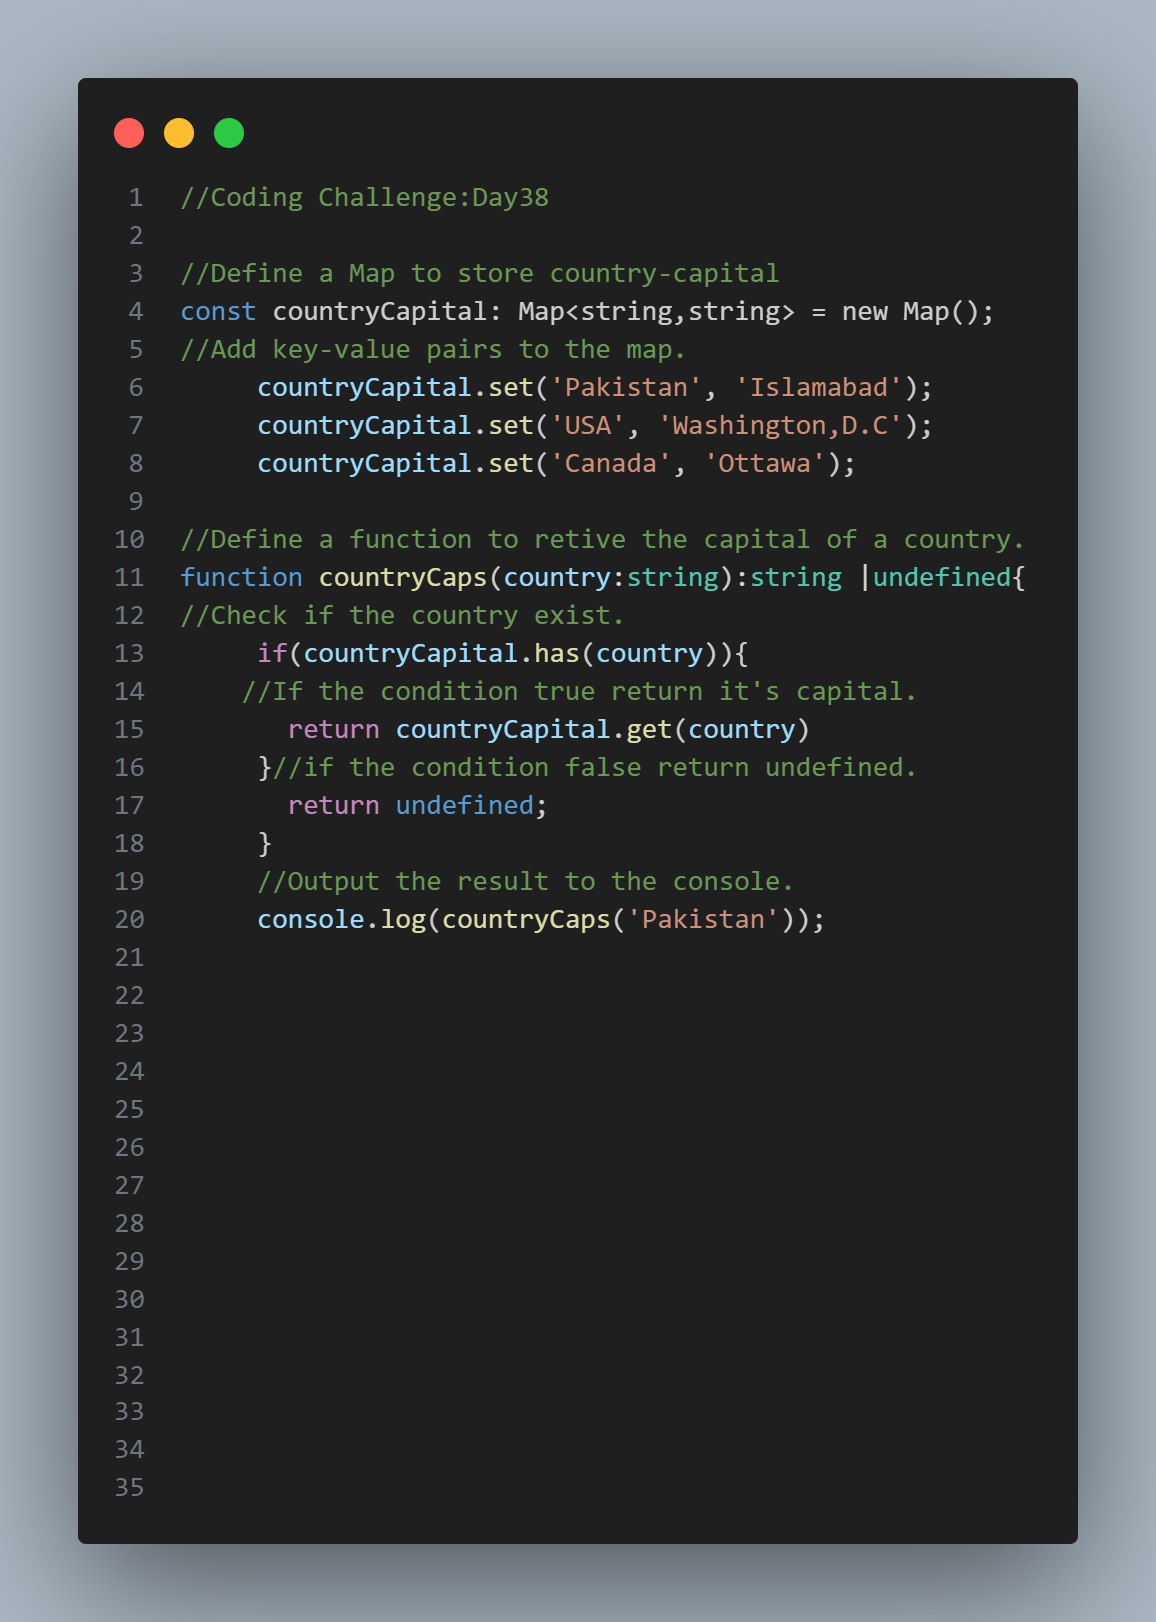 1 //Coding Challenge:Day38
2
3 //Define a Map to store country-capital
4 const countryCapital: Map<string,string> = new Map();
5 //Add key-value pairs to the map.
6      countryCapital.set('Pakistan', 'Islamabad');
7      countryCapital.set('USA', 'Washington,D.C');
8      countryCapital.set('Canada', 'Ottawa');
9
10 //Define a function to retive the capital of a country.
11 function countryCaps(country:string):string |undefined{
12 //Check if the country exist.
13      if(countryCapital.has(country)){
14     //If the condition true return it's capital.
15        return countryCapital.get(country)
16      }//if the condition false return undefined.
17        return undefined;
18      }
19      //Output the result to the console.
20      console.log(countryCaps('Pakistan'));
21
22
23
24
25
26
27
28
29
30
31
32
33
34
35